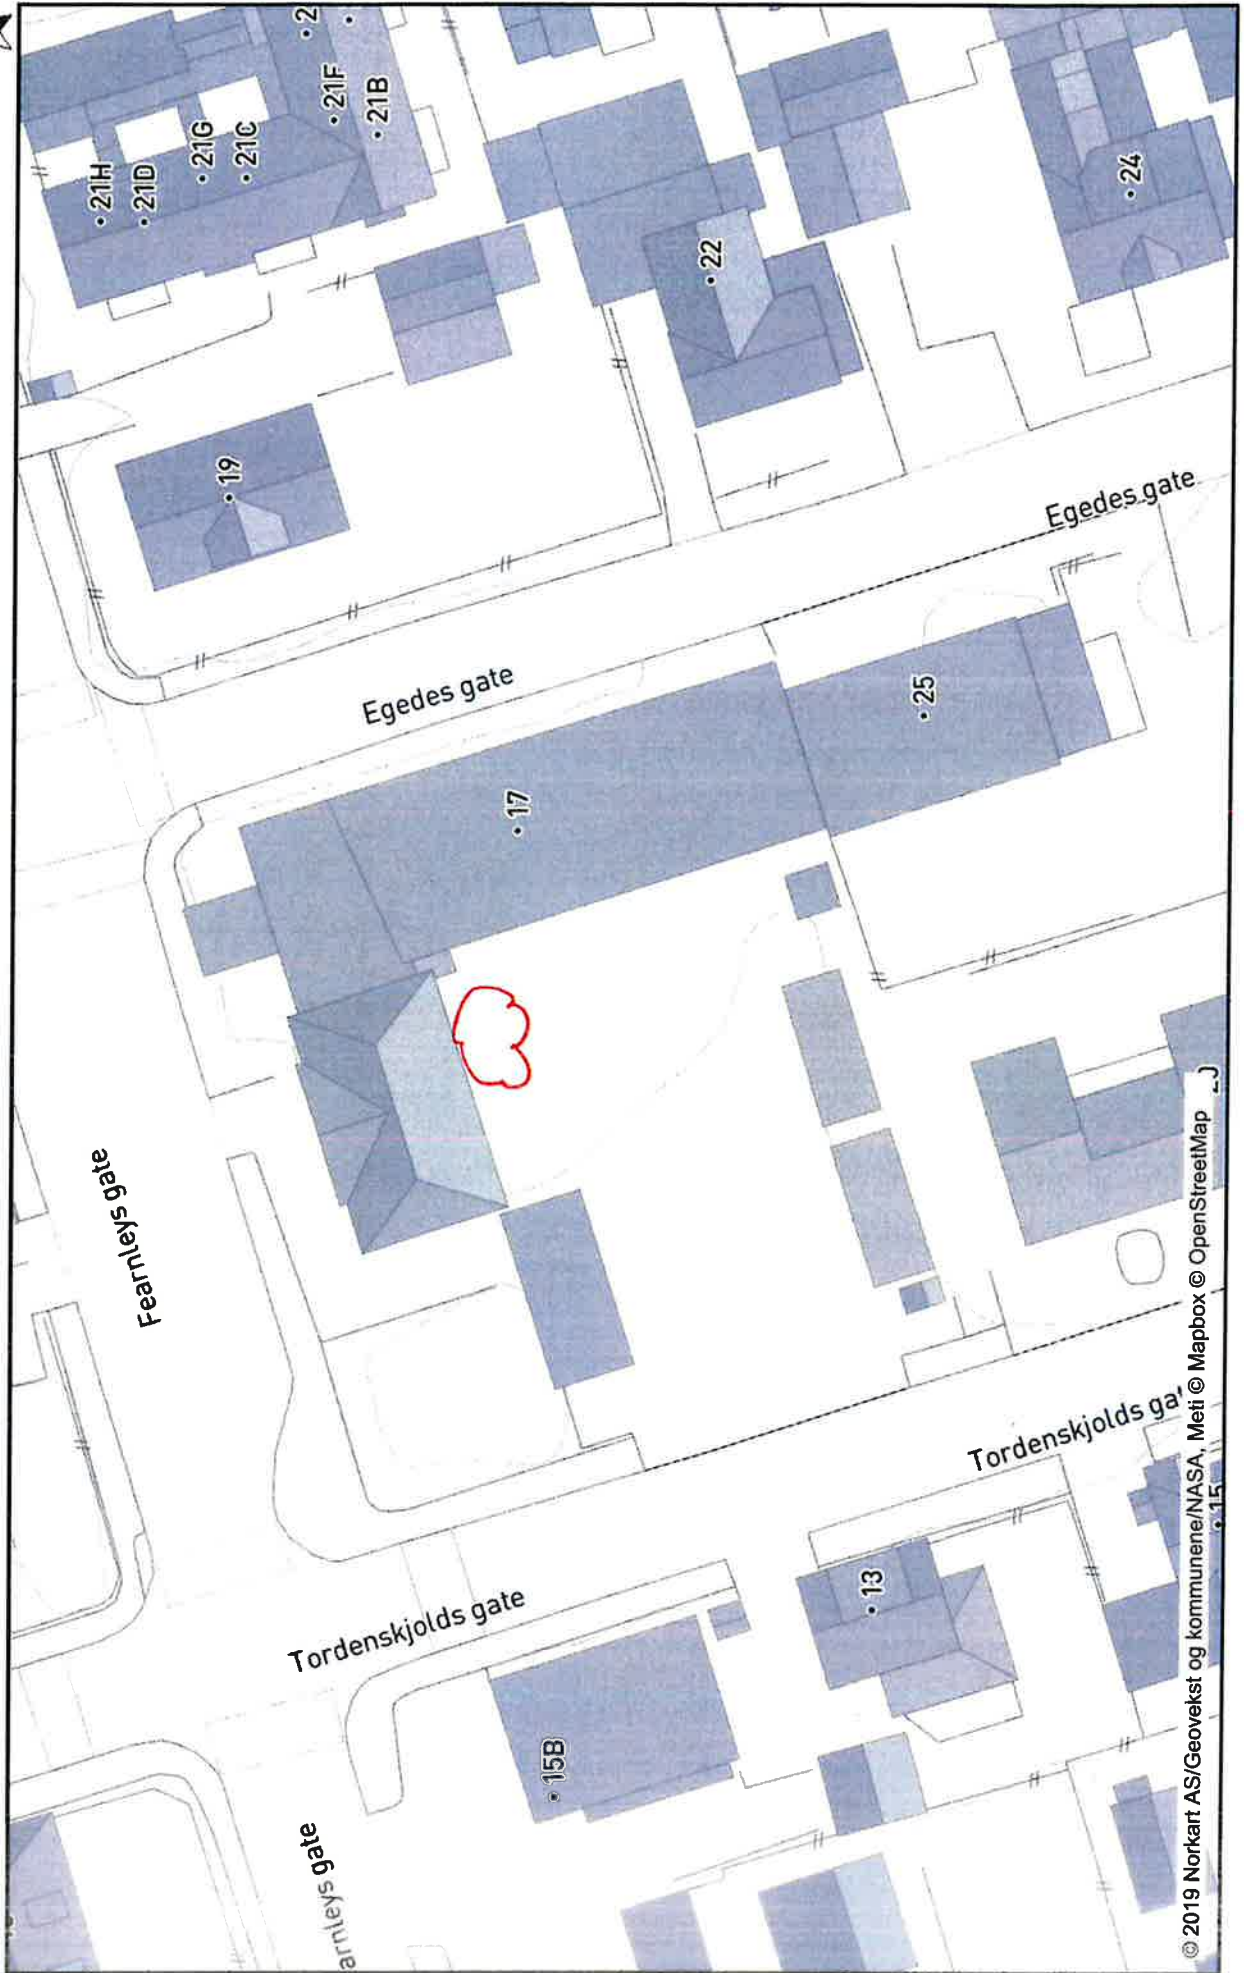 21H
21D
21G
21C
21F
21B
24
22
19
Egedes gate
Egedes gate
25
17
Fearnleys gate
Tordenskjolds ga
Tordenskjolds gate
13
15
15B
arnleys gate
© 2019 Norkart AS/Geovekst og kommunene/NASA, Meti © Mapbox © OpenStreetMap